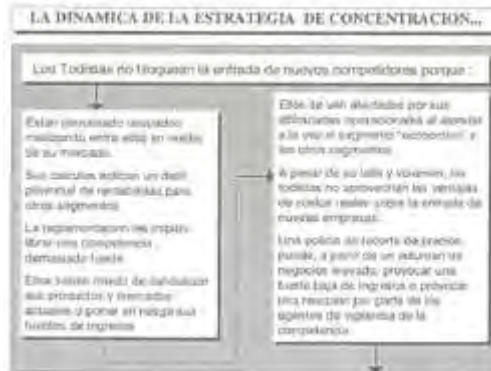 LA DINAMICA DE LA ESTRATEGIA DE CONCENTRACION...
Los Todistas no bloquean la entrada de nuevos competidores porque :
Están demasiado ocupados
realizando entre ellos en
de su mercado.
Sus cálculos indican un débil
potencial de rentabilidad para
otros segmentos
La reglamentación les impide
librar una competencia
demasiado fuerte
Ellos tienen miedo de canibalizar
sus productos y mercados
actuales o poner en riesgo sus
fuentes de ingresos
Ellos se ven afectados por sus
dificultades operacionales al atender
a la vez el segmento "económico" y
los otros segmentos
A pesar de su talla y volumen, los
todistas no aprovechan las ventajas
de costos reales sobre la entrada de
nuevas empresas.
Una política de recorte de precios
puede, a partir de un volumen de
negocios elevado, provocar una
fuerte baja de ingresos o provocar
una reacción por parte de los
agentes de vigilancia de la
competencia